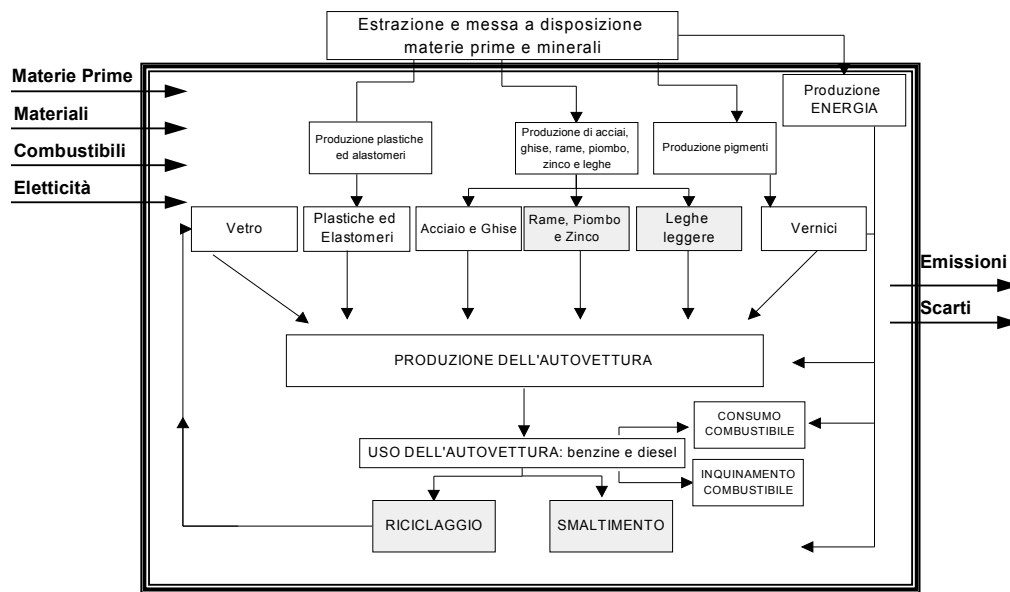 Estrazione e messa a disposizione
materie prime e minerali
Materie Prime
Materiali
Combustibili
Eletticità
Produzione
ENERGIA
Produzione plastiche
ed alastomeri
Produzione di acciai,
ghise, rame, piombo,
zinco e leghe
Produzione pigmenti
Vetro
Plastiche ed
Elastomeri
Acciaio e Ghise
Rame, Piombo
e Zinco
Leghe
leggere
Vernici
Emissioni
Scarti
PRODUZIONE DELL'AUTOVETTURA
CONSUMO
COMBUSTIBILE
USO DELL'AUTOVETTURA: benzine e diesel
INQUINAMENTO
COMBUSTIBILE
RICICLAGGIO
SMALTIMENTO